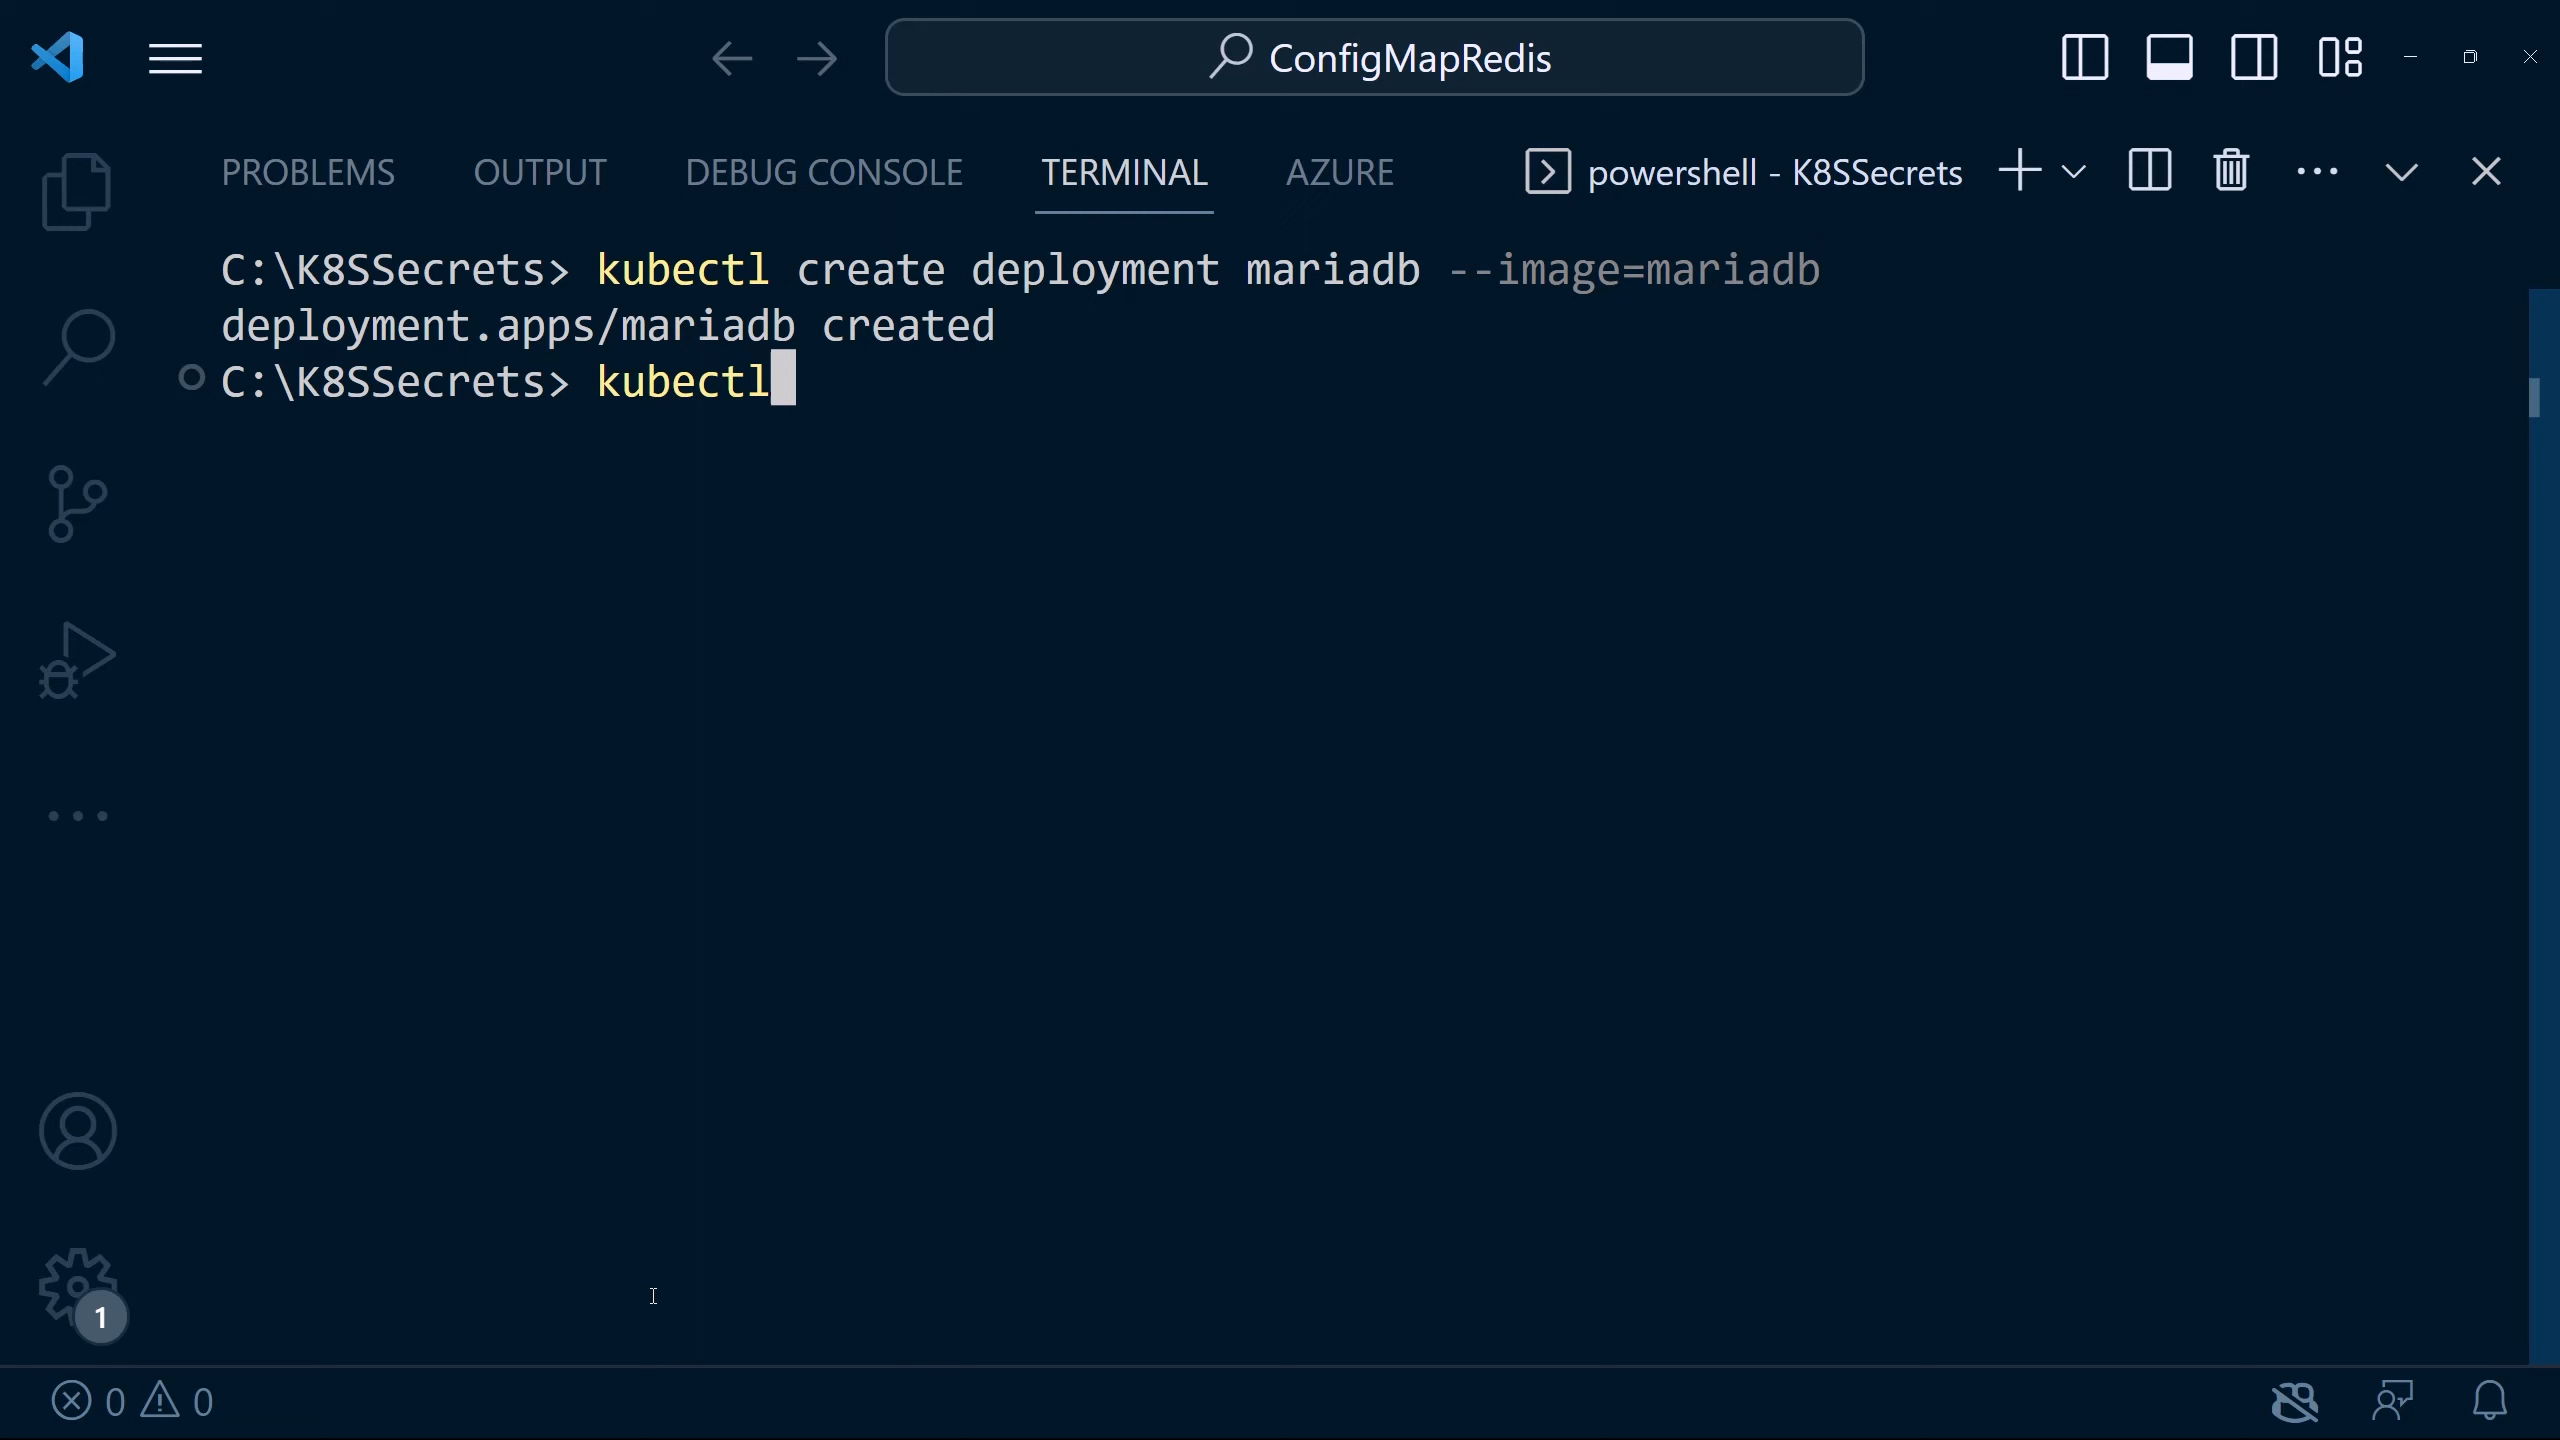 ConfigMapRedis
PROBLEMS OUTPUT DEBUG CONSOLE TERMINAL AZURE powershell - K8SSecrets
C:\K8SSecrets> kubectl create deployment mariadb --image=mariadb
deployment.apps/mariadb created
C:\K8SSecrets> kubectl
1
0 0